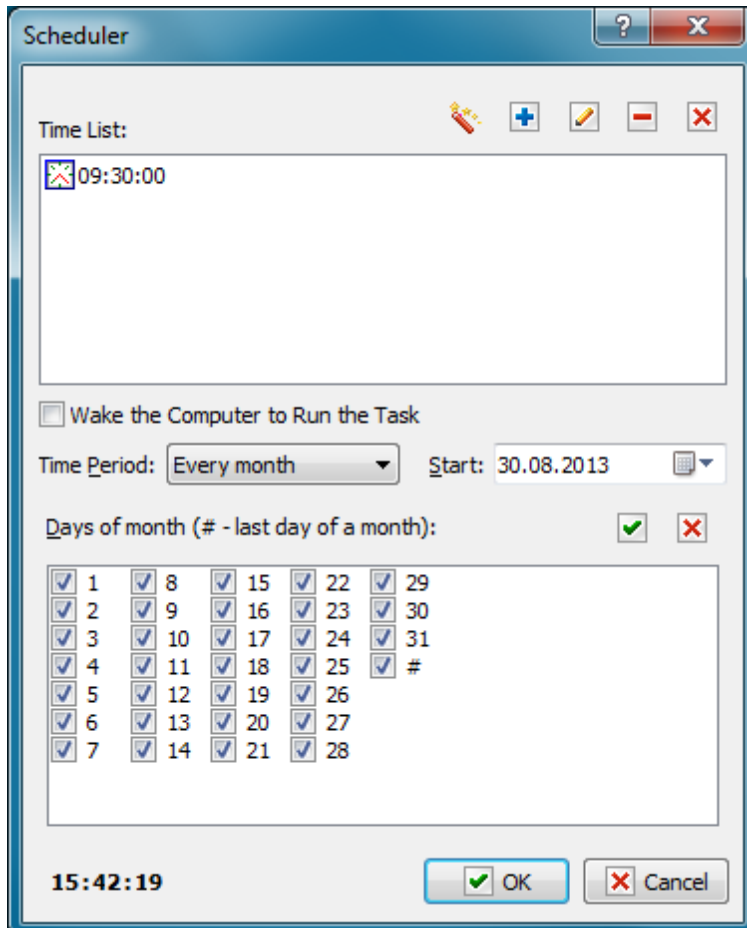 Scheduler
?
Time List:
09:30:00
Wake the Computer to Run the Task
Time Period: Every month Start: 30.08.2013
Days of month (# - last day of a month):
1 8 15 22 29
2 9 16 23 30
3 10 17 24 31
4 11 18 25 #
5 12 19 26
6 13 20 27
7 14 21 28
15:42:19 OK Cancel